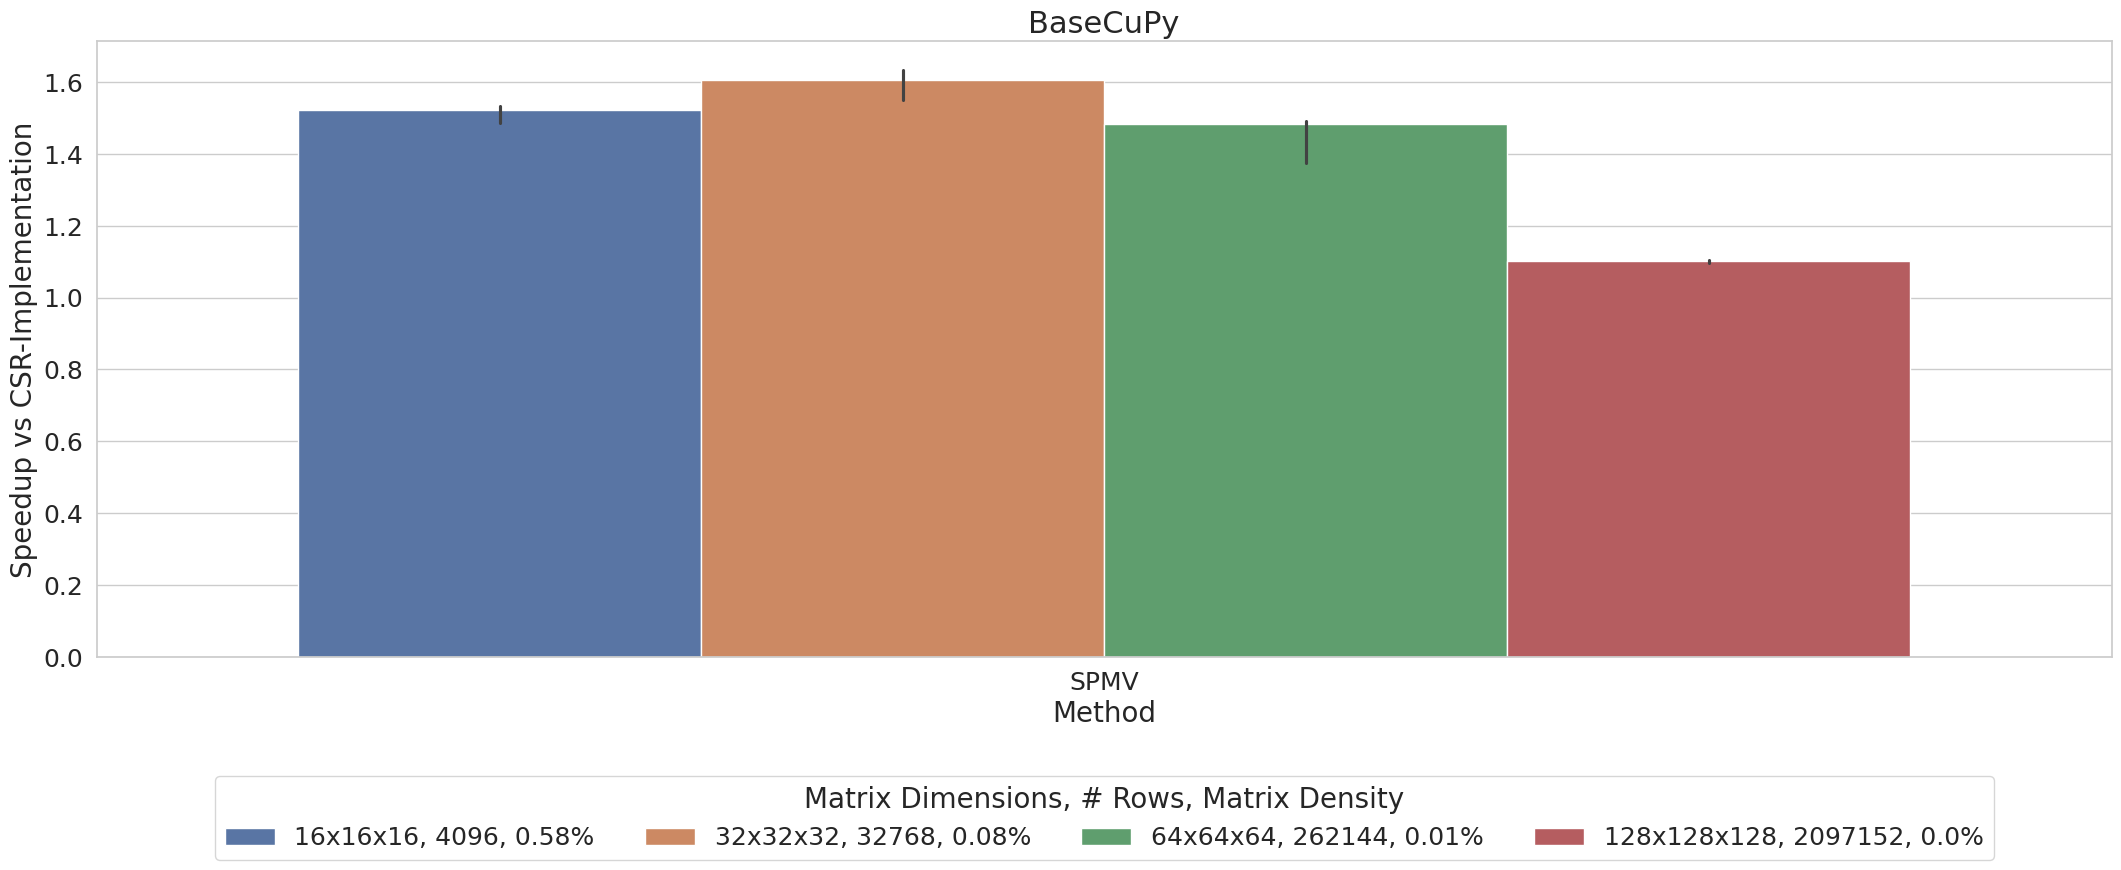 BaseCuPy
Speedup vs CSR-Implementation
1.6
1.4
1.2
1.0
0.8
0.6
0.4
0.2
0.0
SPMV
Method
Matrix Dimensions, # Rows, Matrix Density
16x16x16, 4096, 0.58%
32x32x32, 32768, 0.08%
64x64x64, 262144, 0.01%
128x128x128, 2097152, 0.0%